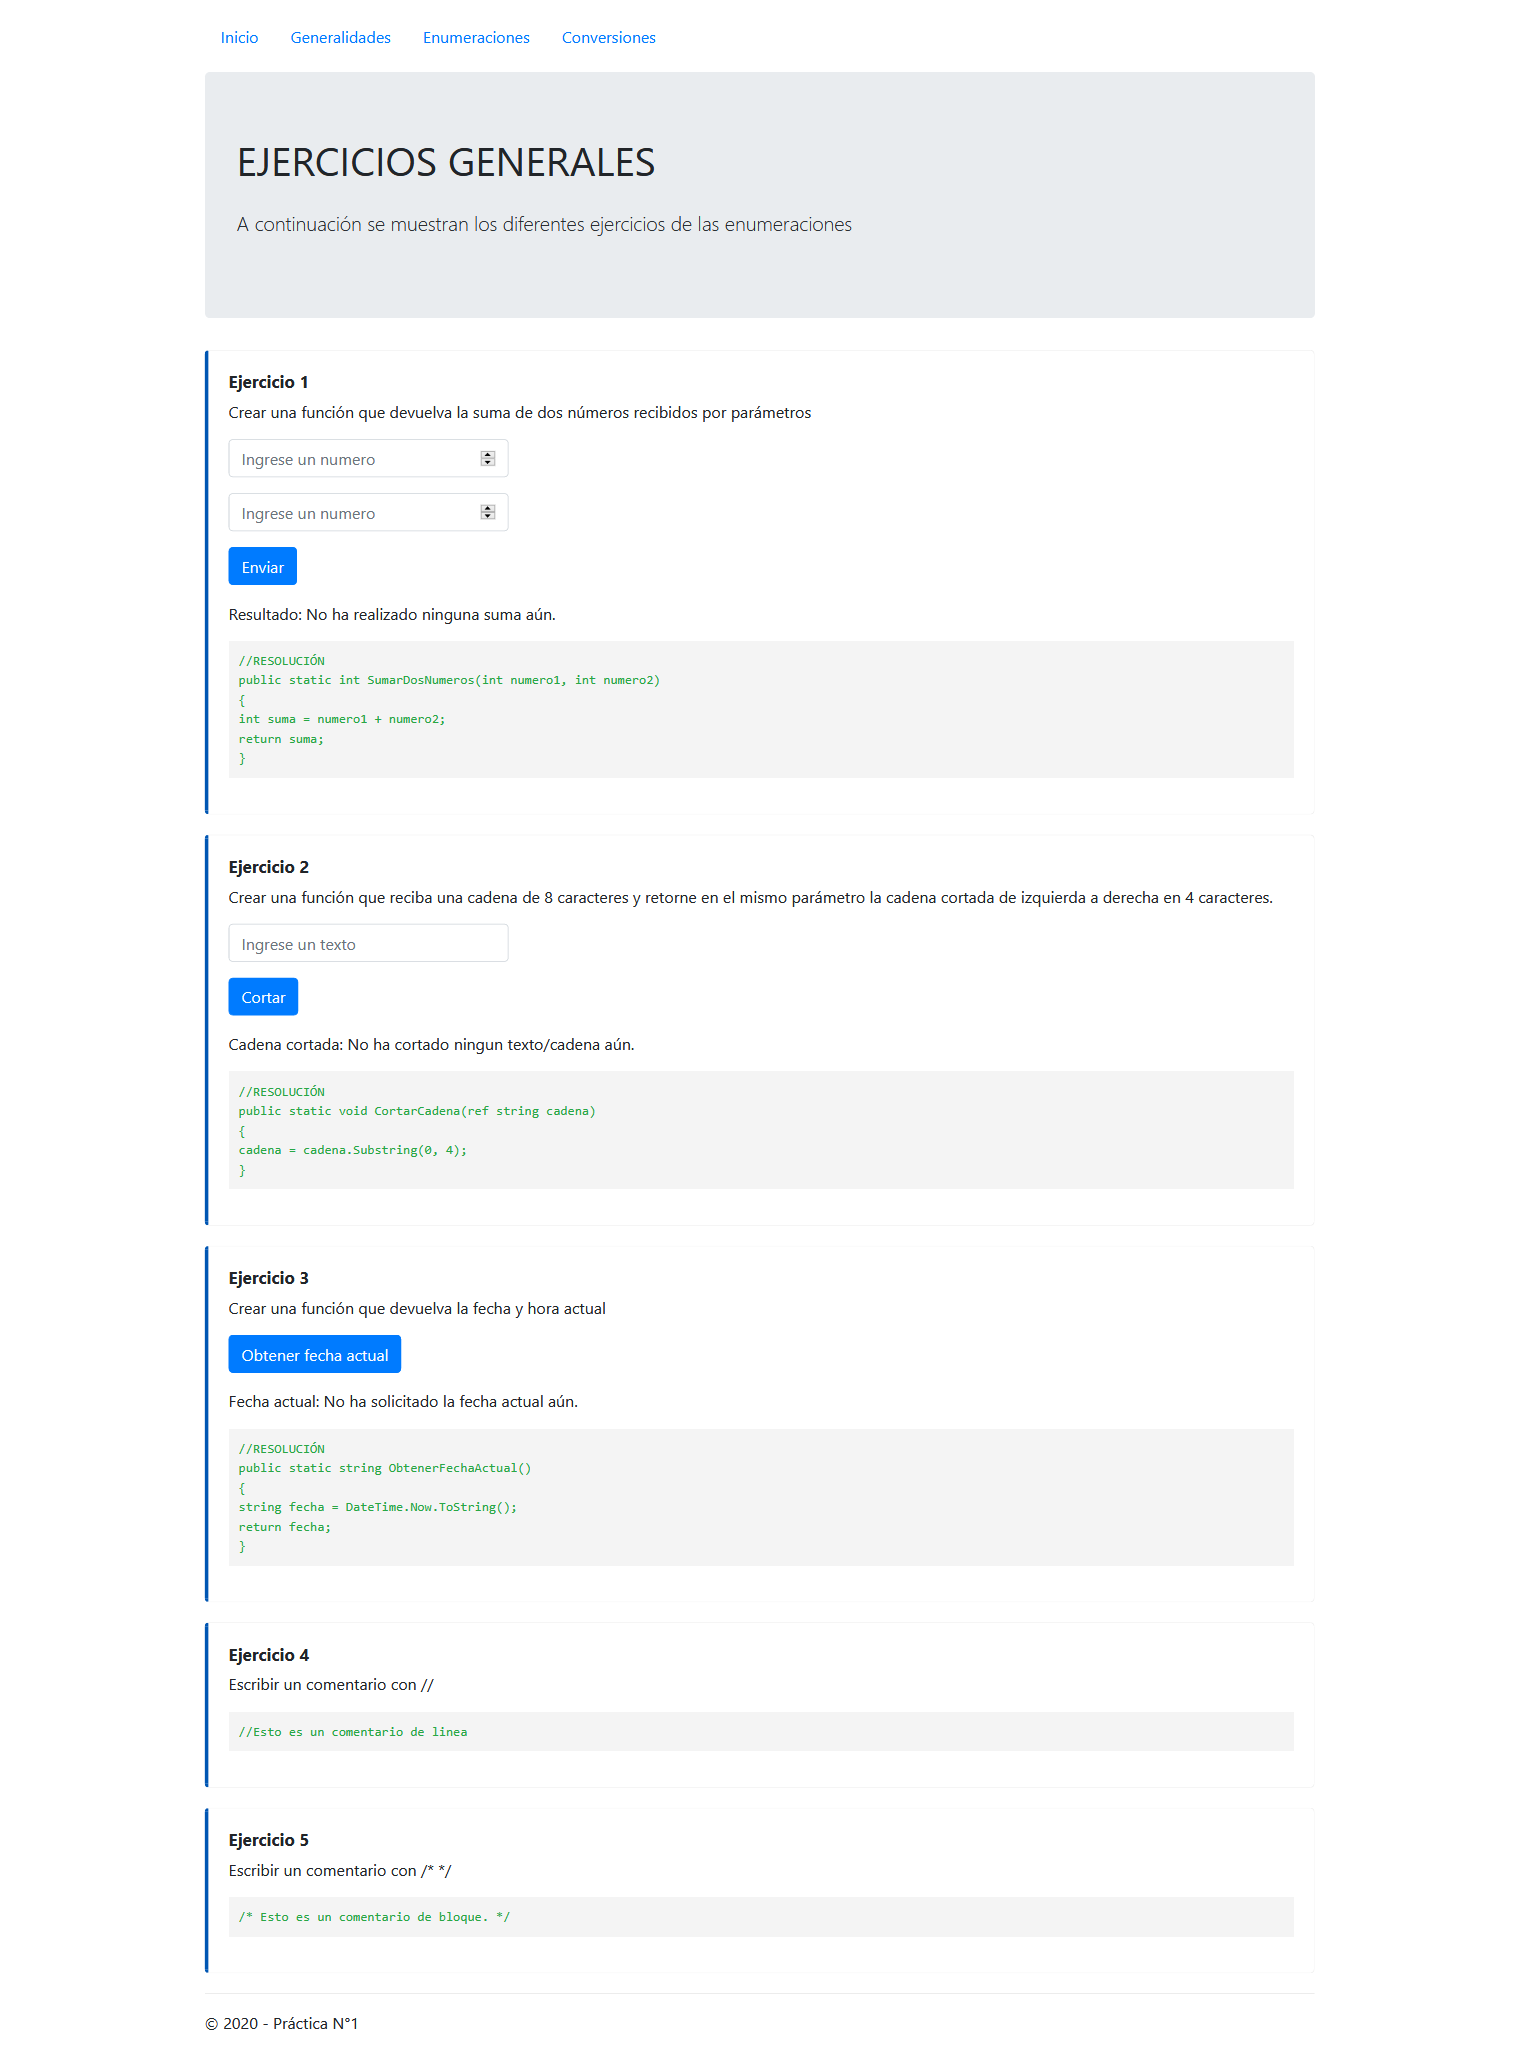 Inicio Generalidades Enumeraciones Conversiones
EJERCICIOS GENERALES
A continuación se muestran los diferentes ejercicios de las enumeraciones
Ejercicio 1
Crear una función que devuelva la suma de dos números recibidos por parámetros
Ingrese un numero
Ingrese un numero
Enviar
Resultado: No ha realizado ninguna suma aún.
//RESOLUCIÓN
public static int SumarDosNumeros(int numero1, int numero2)
{
int suma = numero1 + numero2;
return suma;
}
Ejercicio 2
Crear una función que reciba una cadena de 8 caracteres y retorne en el mismo parámetro la cadena cortada de izquierda a derecha en 4 caracteres.
Ingrese un texto
Cortar
Cadena cortada: No ha cortado ningun texto/cadena aún.
//RESOLUCIÓN
public static void CortarCadena(ref string cadena)
{
cadena = cadena.Substring(0, 4);
}
Ejercicio 3
Crear una función que devuelva la fecha y hora actual
Obtener fecha actual
Fecha actual: No ha solicitado la fecha actual aún.
//RESOLUCIÓN
public static string ObtenerFechaActual()
{
string fecha = DateTime.Now.ToString();
return fecha;
}
Ejercicio 4
Escribir un comentario con //
//Esto es un comentario de linea
Ejercicio 5
Escribir un comentario con /* */
/* Esto es un comentario de bloque. */
© 2020 - Práctica N°1